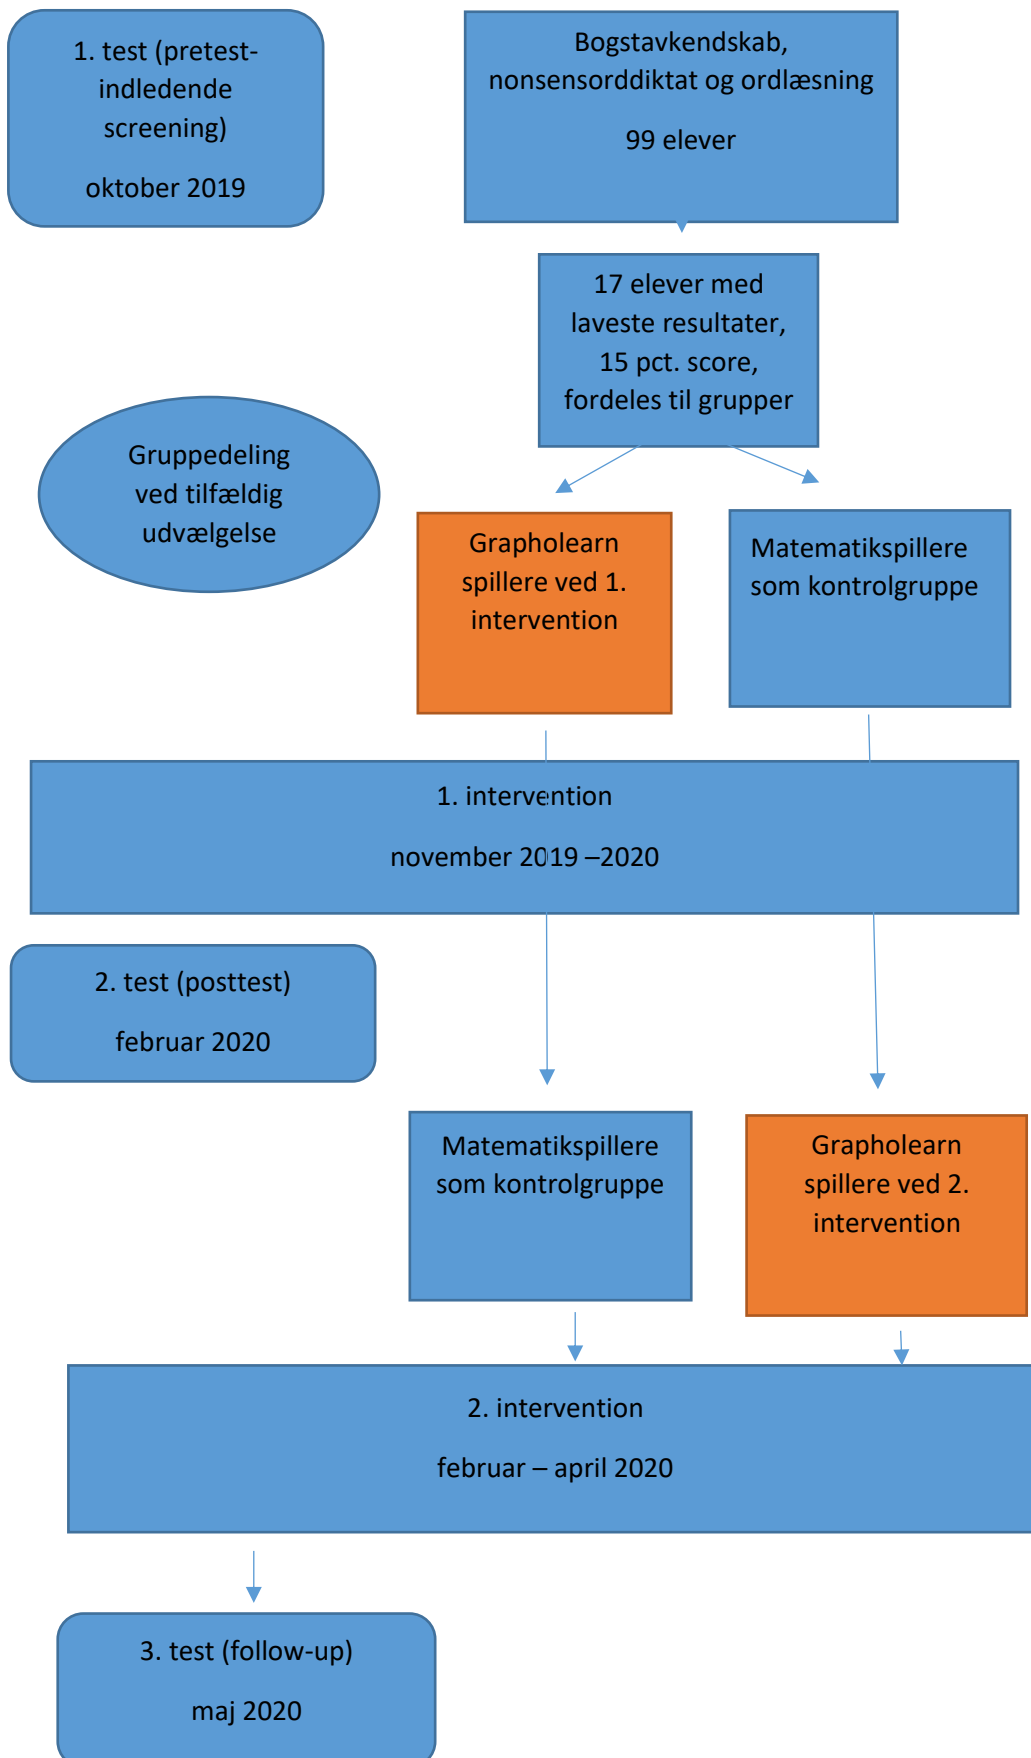 1. test (pretest-
indledende
screening)
oktober 2019
Bogstavkendskab,
nonsensorddiktat og ordlæsning
99 elever
17 elever med
laveste resultater,
15 pct. score,
fordeles til grupper
Gruppedeling
ved tilfældig
udvælgelse
Grapholearn
spillere ved 1.
intervention
Matematikspillere
som kontrolgruppe
1. intervention
november 2019 –2020
2. test (posttest)
februar 2020
Matematikspillere
som kontrolgruppe
Grapholearn
spillere ved 2.
intervention
2. intervention
februar – april 2020
3. test (follow-up)
maj 2020